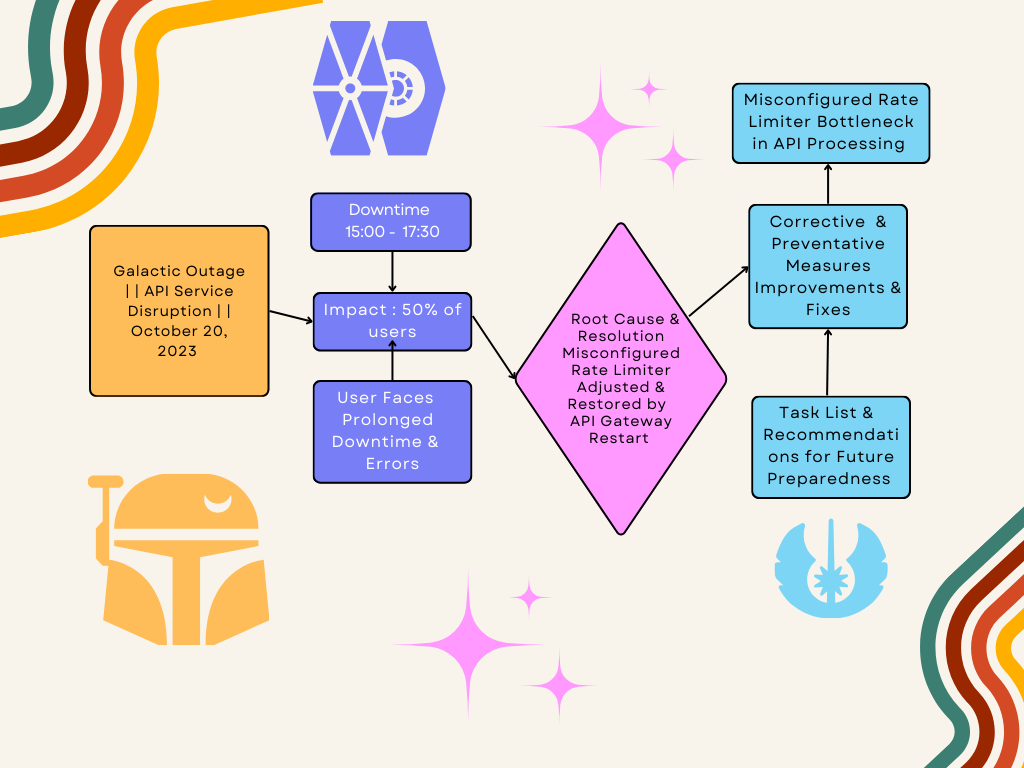 Galactic Outage
|| API Service
Disruption ||
October 20,
2023
Downtime
15:00 - 17:30
Impact : 50% of
users
User Faces
Prolonged
Downtime &
Errors
Root Cause &
Resolution
Misconfigured
Rate Limiter
Adjusted &
Restored by
API Gateway
Restart
Misconfigured Rate
Limiter Bottleneck
in API Processing
Corrective &
Preventative
Measures
Improvements &
Fixes
Task List &
Recommendati
ons for Future
Preparedness